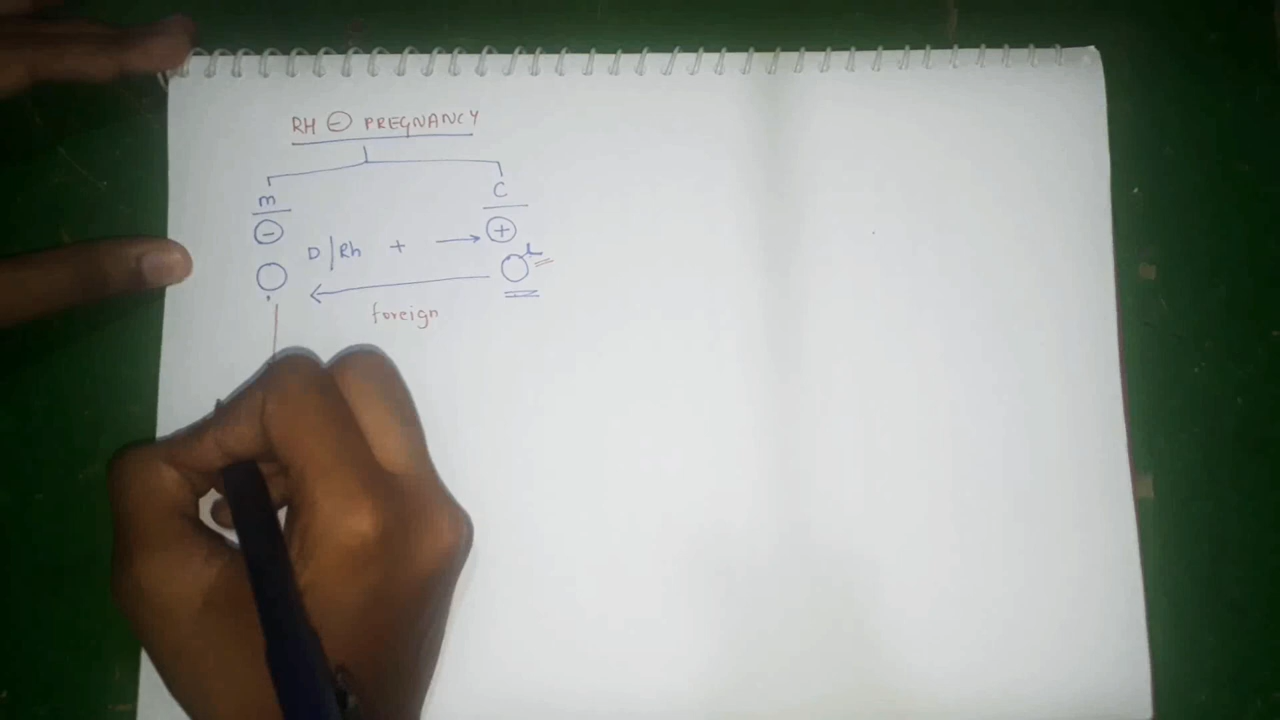 RH ⊖ PREGNANCY
m C
⊖ ⊕
D | Rh + →
foreign